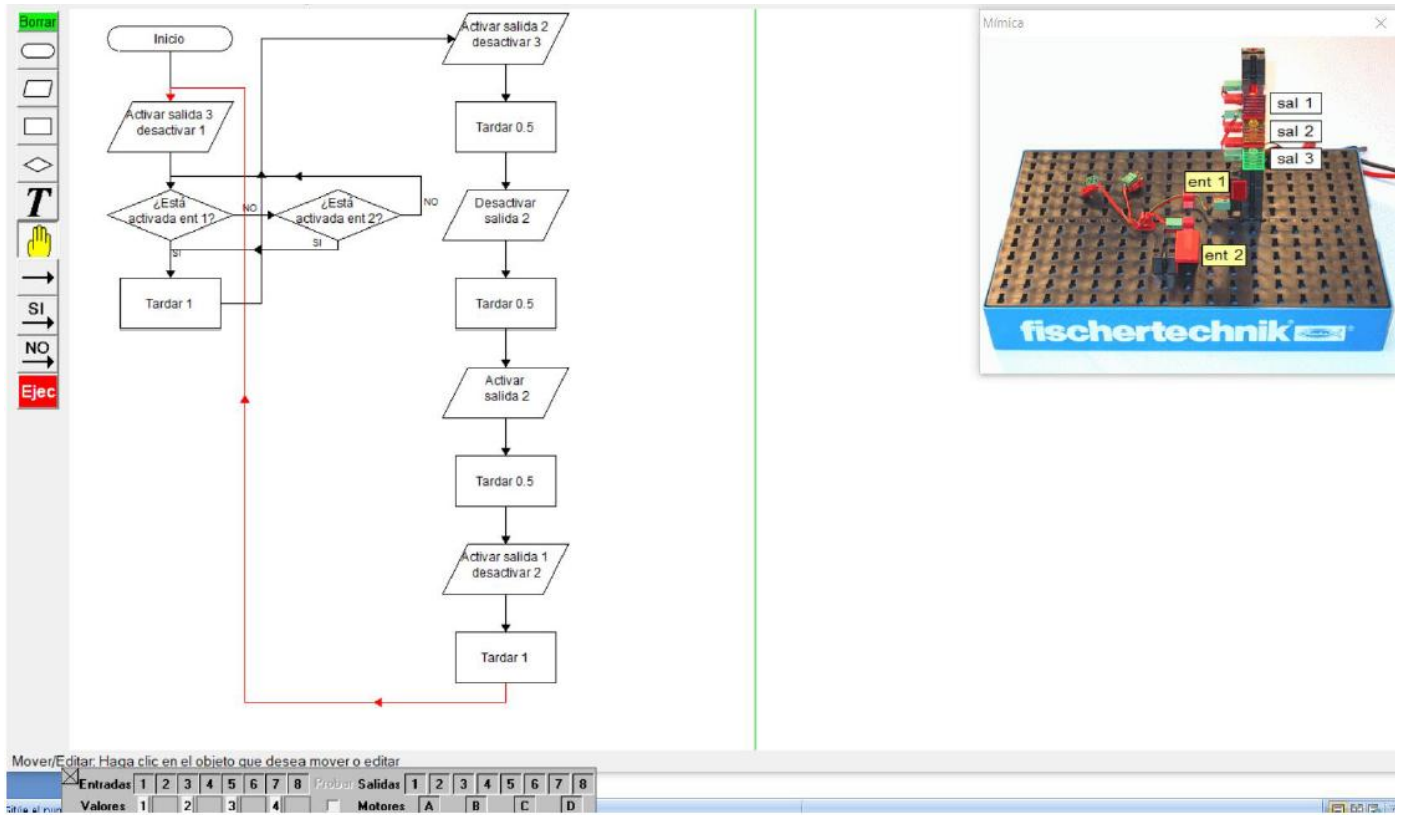 Borrar
T
SI
NO
Ejec
Inicio
Activar salida 3
desactivar 1
¿Está
activada ent 1?
NO
¿Está
activada ent 2?
NO
SI
SI
Tardar 1
Activar salida 2
desactivar 3
Tardar 0.5
Desactivar
salida 2
Tardar 0.5
Activar
salida 2
Tardar 0.5
Activar salida 1
desactivar 2
Tardar 1
Mímica
sal 1
sal 2
sal 3
ent 1
ent 2
fischertechnik
Mover/Editar: Haga clic en el objeto que desea mover o editar
Entradas 1 2 3 4 5 6 7 8 Probar Salidas 1 2 3 4 5 6 7 8
Valores 1 2 3 4 Motores A B C D